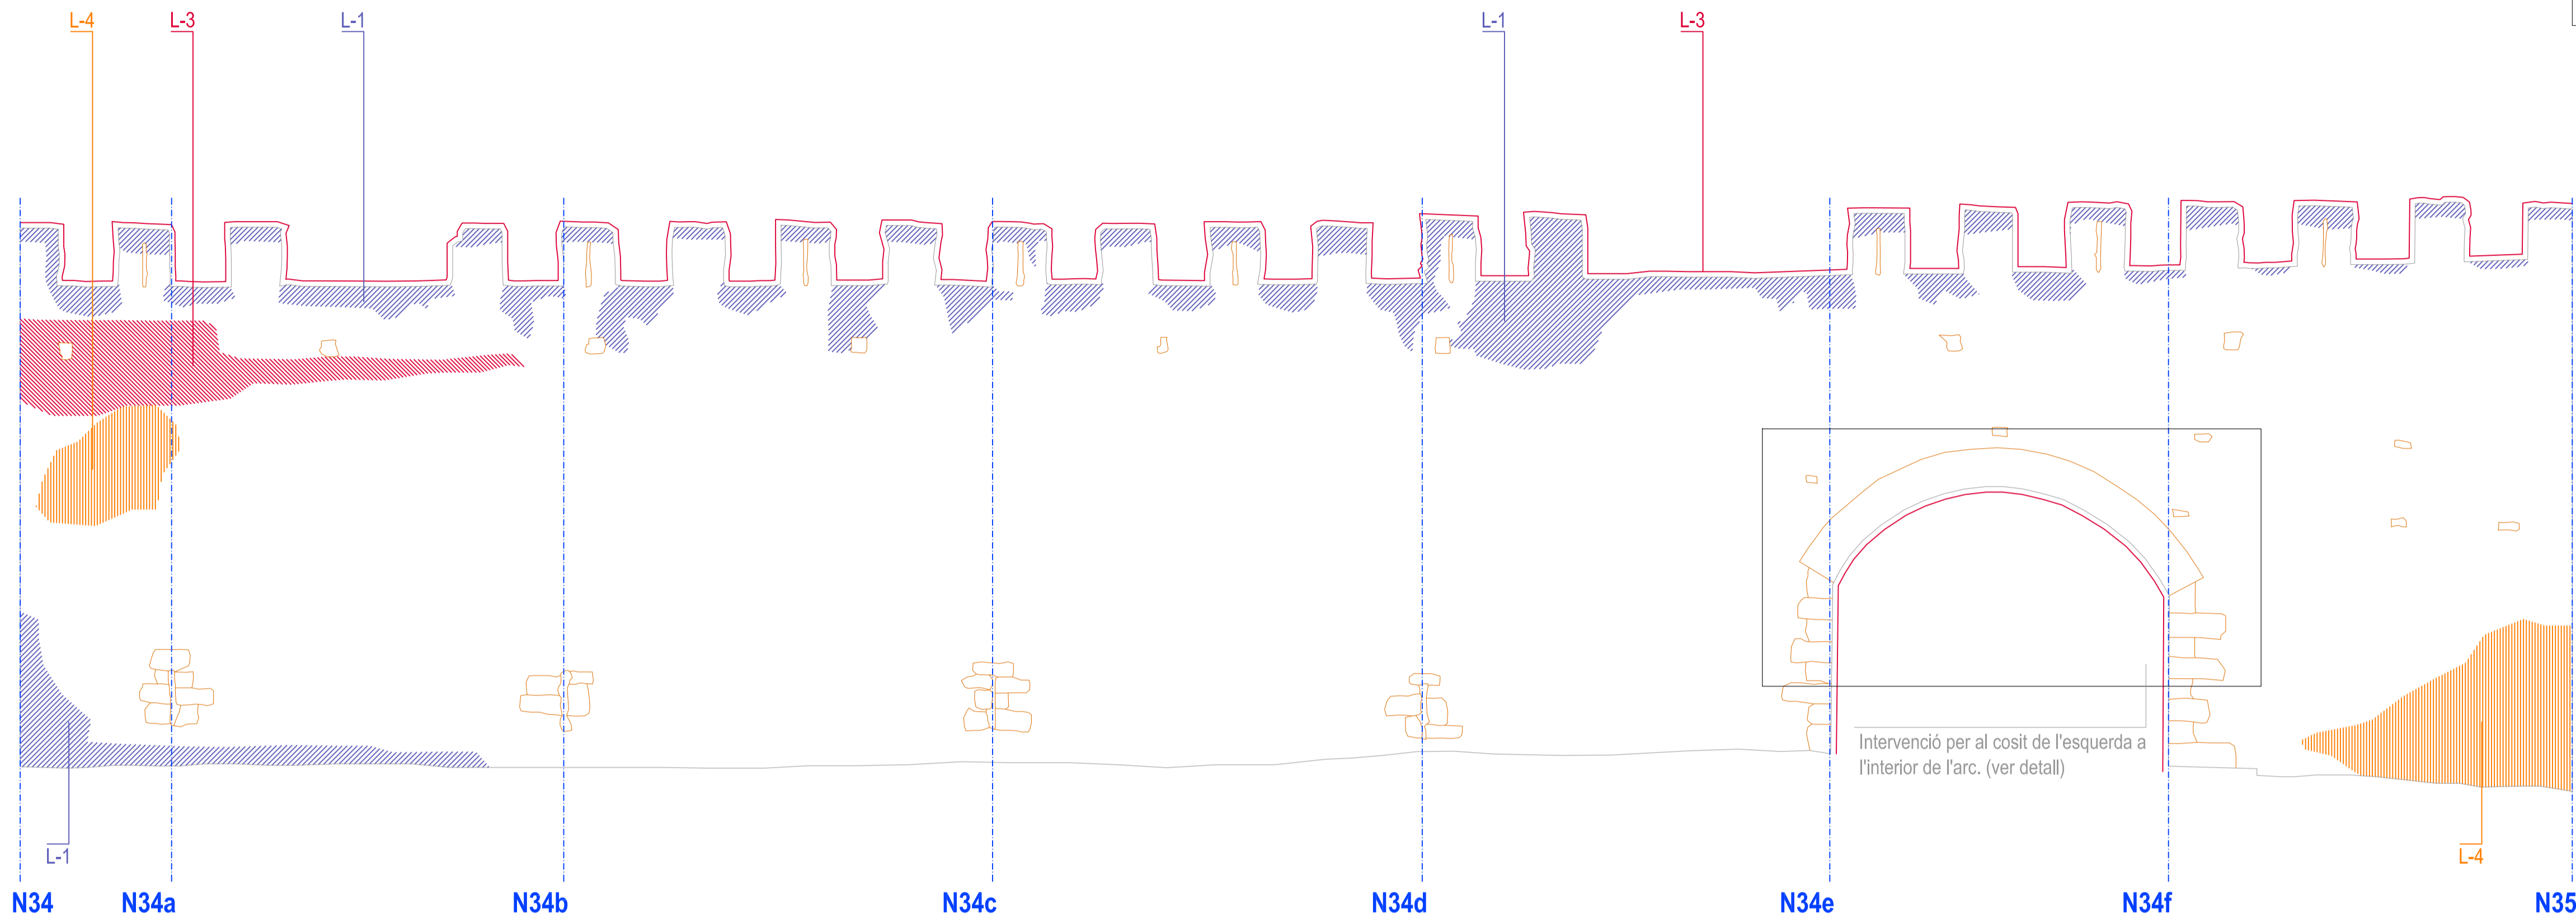 L-4
L-3
L-1
L-1
L-3
Intervenció per al cosit de l'esquerda a
l'interior de l'arc. (ver detall)
L-1
L-4
N34
N34a
N34b
N34c
N34d
N34e
N34f
N35